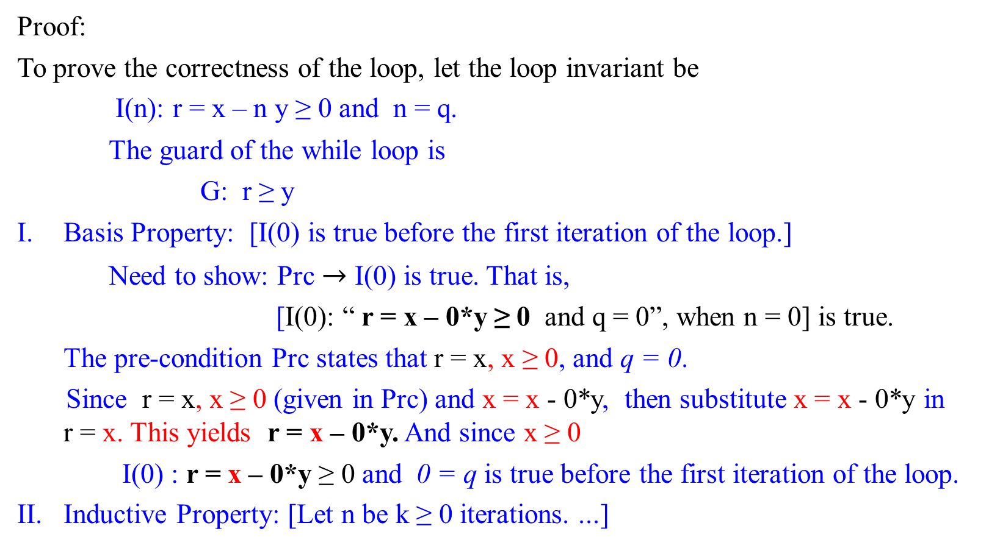 Proof:
To prove the correctness of the loop, let the loop invariant be
I(n): r = x – n y ≥ 0 and n = q.
The guard of the while loop is
G: r ≥ y
I. Basis Property: [I(0) is true before the first iteration of the loop.]
Need to show: Prc → I(0) is true. That is,
[I(0): “ r = x – 0*y ≥ 0 and q = 0”, when n = 0] is true.
The pre-condition Prc states that r = x, x ≥ 0, and q = 0.
Since r = x, x ≥ 0 (given in Prc) and x = x - 0*y, then substitute x = x - 0*y in
r = x. This yields r = x – 0*y. And since x ≥ 0
I(0) : r = x – 0*y ≥ 0 and 0 = q is true before the first iteration of the loop.
II. Inductive Property: [Let n be k ≥ 0 iterations. ...]